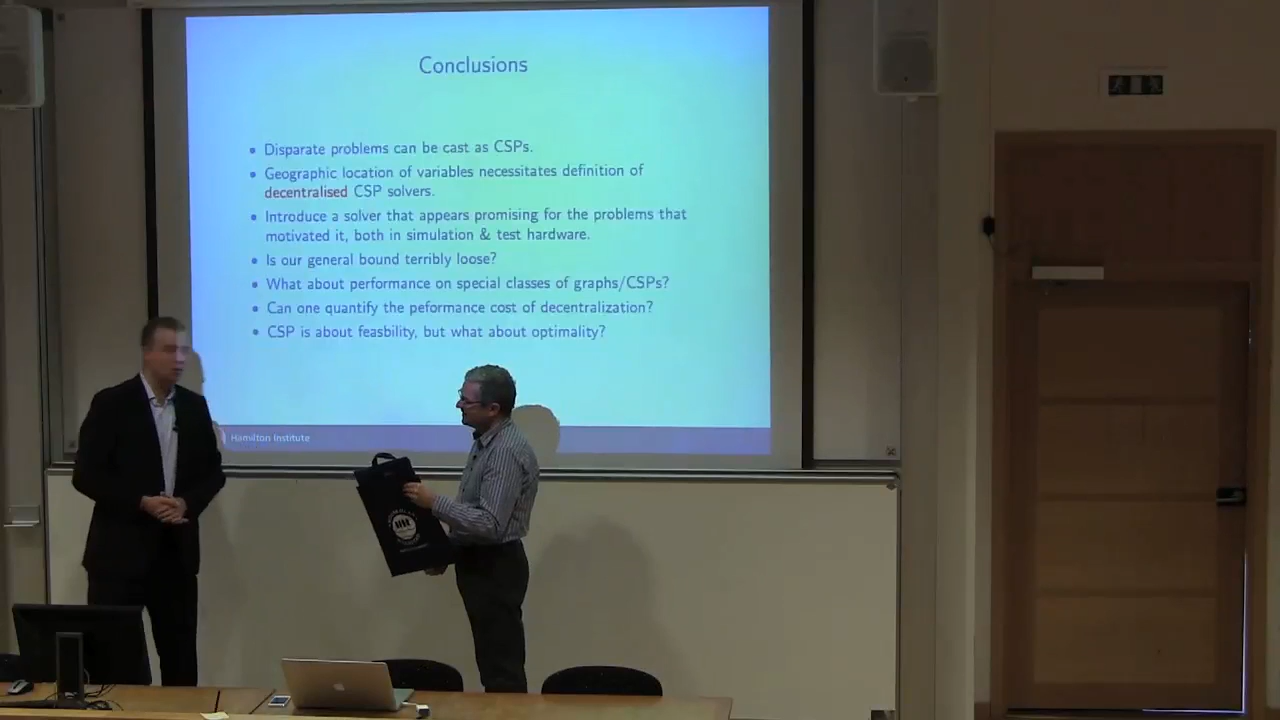 Conclusions
• Disparate problems can be cast as CSPs.
• Geographic location of variables necessitates definition of
decentralised CSP solvers.
• Introduce a solver that appears promising for the problems that
motivated it, both in simulation & test hardware.
• Is our general bound terribly loose?
• What about performance on special classes of graphs/CSPs?
• Can one quantify the peformance cost of decentralization?
• CSP is about feasbility, but what about optimality?
Hamilton Institute